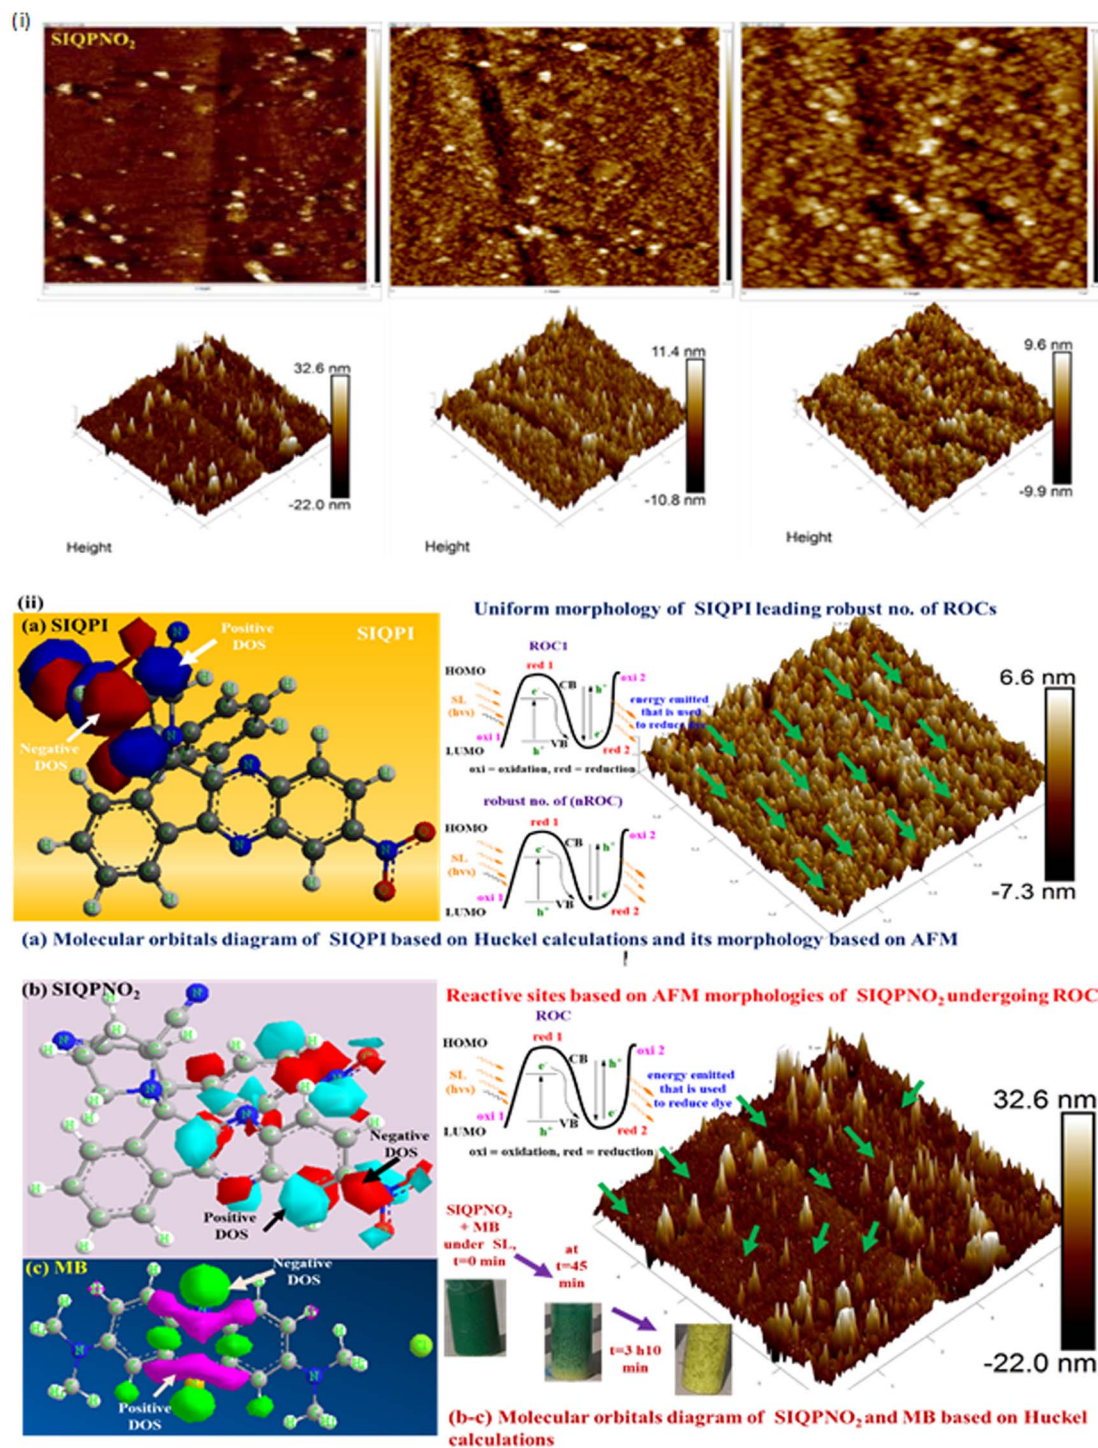 (i)
SIQPNO₂
32.6 nm
-22.0 nm
Height
11.4 nm
-10.8 nm
Height
9.6 nm
-9.9 nm
Height
(ii)
(a) SIQPI
Positive
DOS
SIQPI
Negative
DOS
Uniform morphology of SIQPI leading robust no. of ROCs
ROC1
HOMO
red 1
oxi 2
SL
(hvs)
e⁻
CB
h⁺
energy emitted
that is used
to reduce dye
oxi 1
VB
e⁻
LUMO
h⁺
red 2
oxi = oxidation, red = reduction
robust no. of (nROC)
HOMO
red 1
oxi 2
SL
(hvs)
e⁻
CB
h⁺
oxi 1
VB
e⁻
LUMO
h⁺
red 2
6.6 nm
-7.3 nm
(a) Molecular orbitals diagram of SIQPI based on Huckel calculations and its morphology based on AFM
(b) SIQPNO₂
Negative
DOS
Positive
DOS
Reactive sites based on AFM morphologies of SIQPNO₂ undergoing ROC
ROC
HOMO
red 1
oxi 2
SL
(hvs)
e⁻
CB
h⁺
energy emitted
that is used
to reduce dye
oxi 1
VB
e⁻
LUMO
h⁺
red 2
oxi = oxidation, red = reduction
32.6 nm
-22.0 nm
SIQPNO₂
+ MB
under SL,
t=0 min
at
t=45
min
t=3 h10
min
(c) MB
Negative
DOS
Positive
DOS
(b-c) Molecular orbitals diagram of SIQPNO₂ and MB based on Huckel
calculations